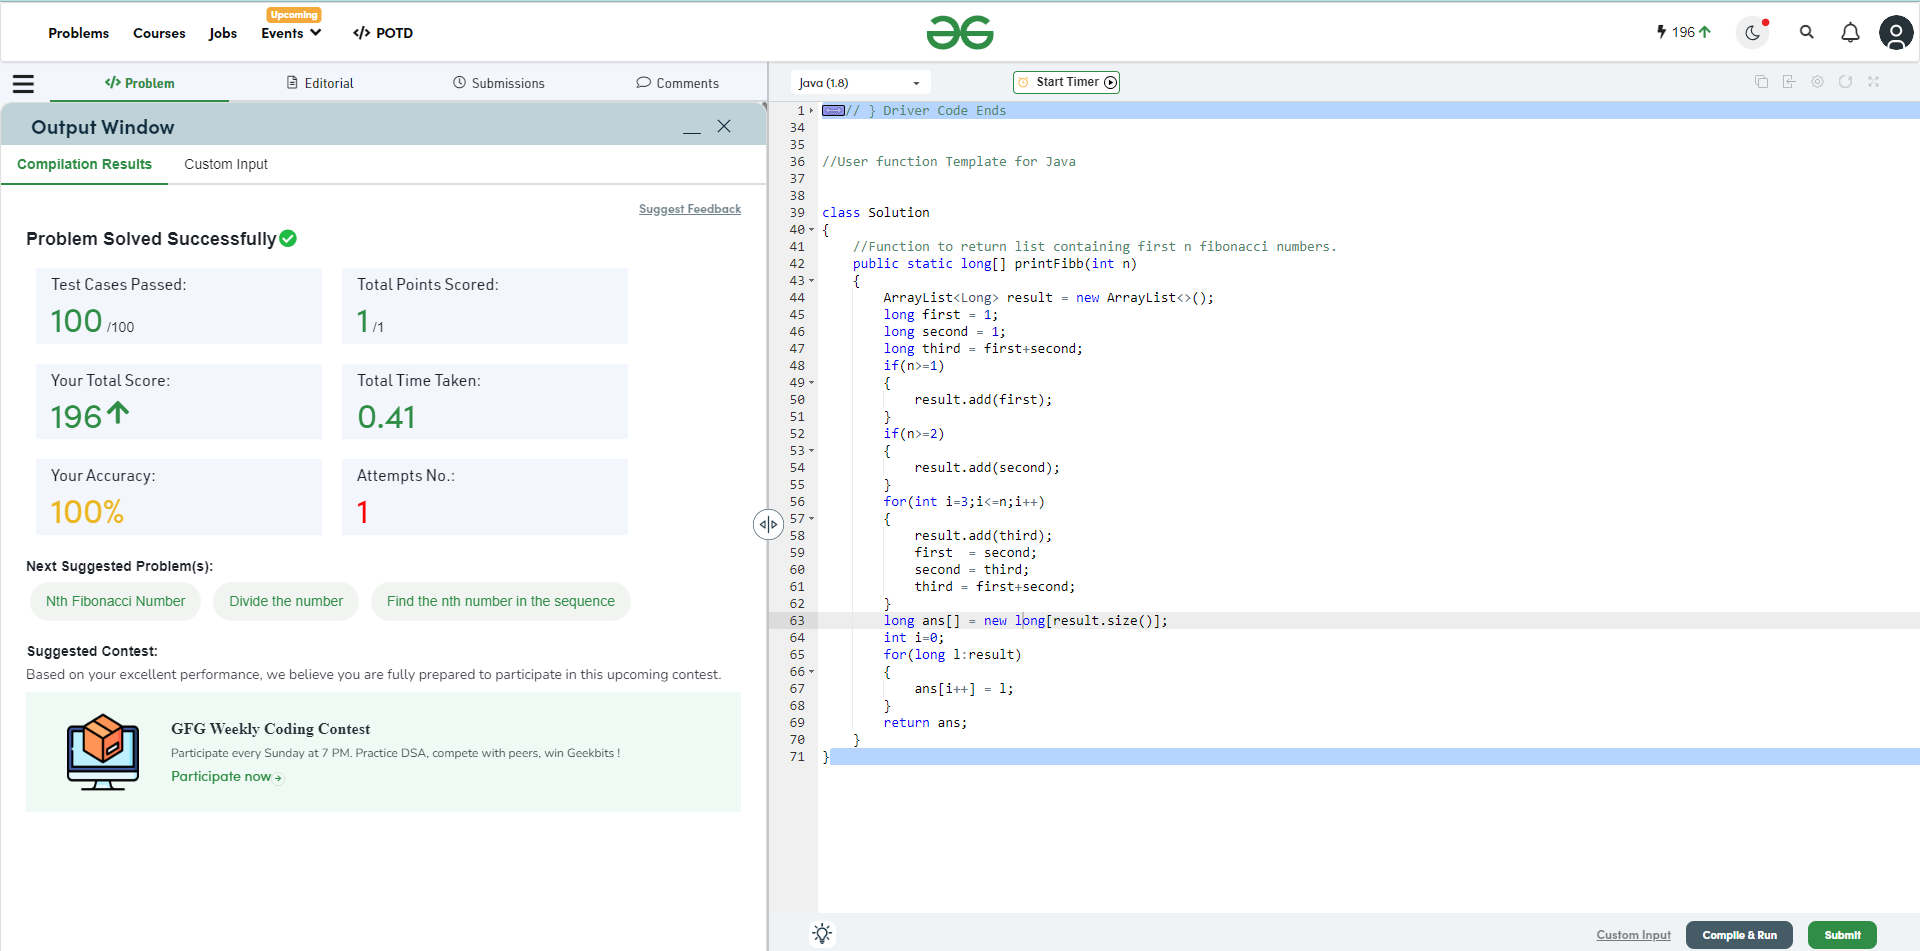 Problems Courses Jobs Upcoming Events </> POTD 196
</> Problem Editorial Submissions Comments
Output Window
Compilation Results Custom Input
Suggest Feedback
Problem Solved Successfully
Test Cases Passed:
100 /100
Total Points Scored:
1 /1
Your Total Score:
196
Total Time Taken:
0.41
Your Accuracy:
100%
Attempts No.:
1
Next Suggested Problem(s):
Nth Fibonacci Number Divide the number Find the nth number in the sequence
Suggested Contest:
Based on your excellent performance, we believe you are fully prepared to participate in this upcoming contest.
GFG Weekly Coding Contest
Participate every Sunday at 7 PM. Practice DSA, compete with peers, win Geekbits !
Participate now
Java (1.8) Start Timer
1 // } Driver Code Ends
34
35
36 //User function Template for Java
37
38
39 class Solution
40 {
41 //Function to return list containing first n fibonacci numbers.
42 public static long[] printFibb(int n)
43 {
44 ArrayList<Long> result = new ArrayList<>();
45 long first = 1;
46 long second = 1;
47 long third = first+second;
48 if(n>=1)
49 {
50 result.add(first);
51 }
52 if(n>=2)
53 {
54 result.add(second);
55 }
56 for(int i=3;i<=n;i++)
57 {
58 result.add(third);
59 first  = second;
60 second = third;
61 third = first+second;
62 }
63 long ans[] = new long[result.size()];
64 int i=0;
65 for(long l:result)
66 {
67 ans[i++] = l;
68 }
69 return ans;
70 }
71 }
Custom Input Compile & Run Submit